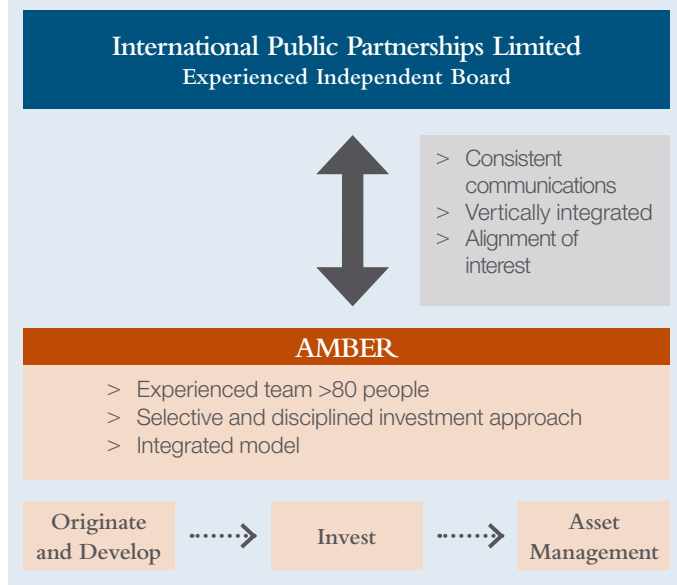 International Public Partnerships Limited
Experienced Independent Board
> Consistent
communications
> Vertically integrated
> Alignment of
interest
AMBER
> Experienced team >80 people
> Selective and disciplined investment approach
> Integrated model
Originate
and Develop
Invest
Asset
Management